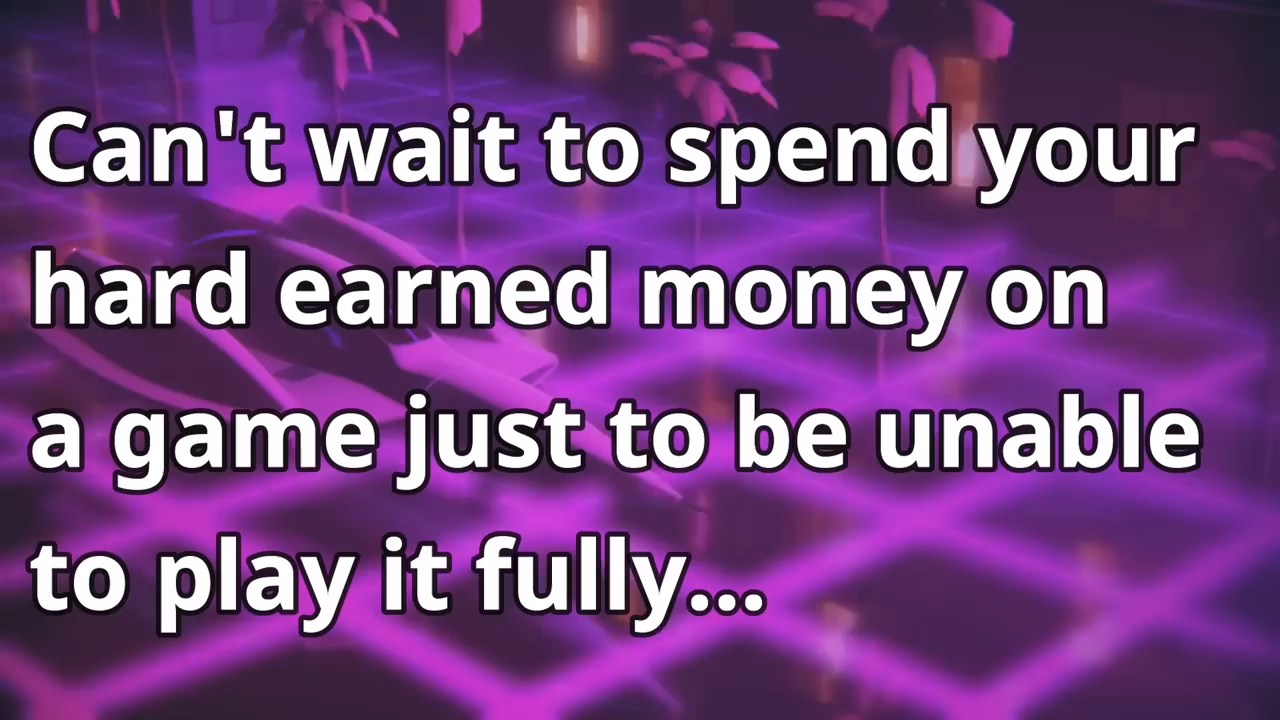 Can't wait to spend your
hard earned money on
a game just to be unable
to play it fully...